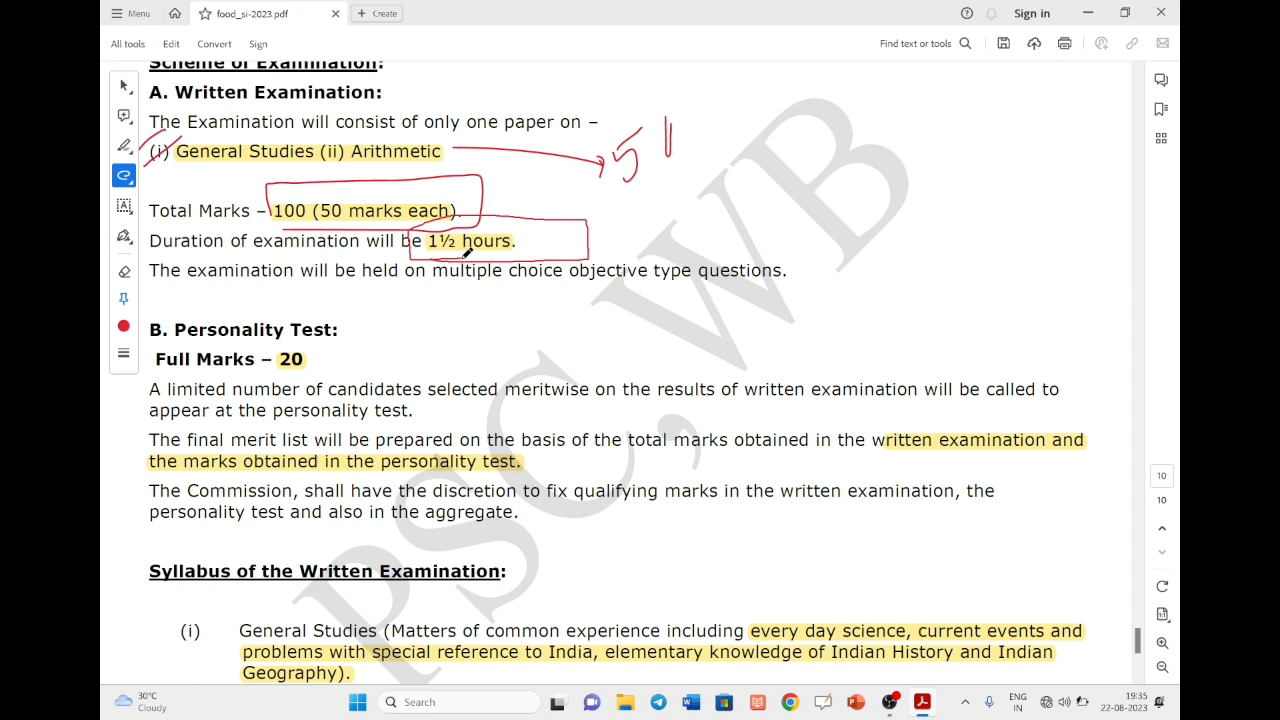 Menu
food_si-2023.pdf
Create
Sign in
All tools
Edit
Convert
Sign
Find text or tools
Scheme of Examination:
A. Written Examination:
The Examination will consist of only one paper on –
(i) General Studies (ii) Arithmetic
Total Marks – 100 (50 marks each).
Duration of examination will be 1½ hours.
The examination will be held on multiple choice objective type questions.
B. Personality Test:
Full Marks – 20
A limited number of candidates selected meritwise on the results of written examination will be called to
appear at the personality test.
The final merit list will be prepared on the basis of the total marks obtained in the written examination and
the marks obtained in the personality test.
The Commission, shall have the discretion to fix qualifying marks in the written examination, the
personality test and also in the aggregate.
Syllabus of the Written Examination:
(i) General Studies (Matters of common experience including every day science, current events and
problems with special reference to India, elementary knowledge of Indian History and Indian
Geography).
PSC, WB
10
10
30°C
Cloudy
Search
ENG
IN
19:35
22-08-2023